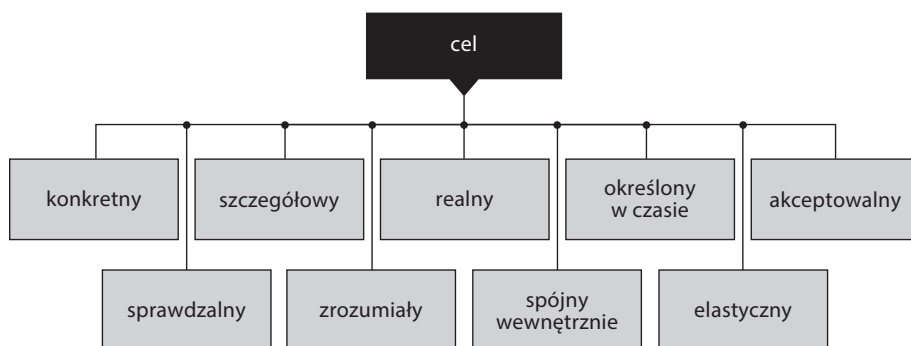 cel
konkretny
szczegółowy
realny
określony
w czasie
akceptowalny
sprawdzalny
zrozumiały
spójny
wewnętrznie
elastyczny